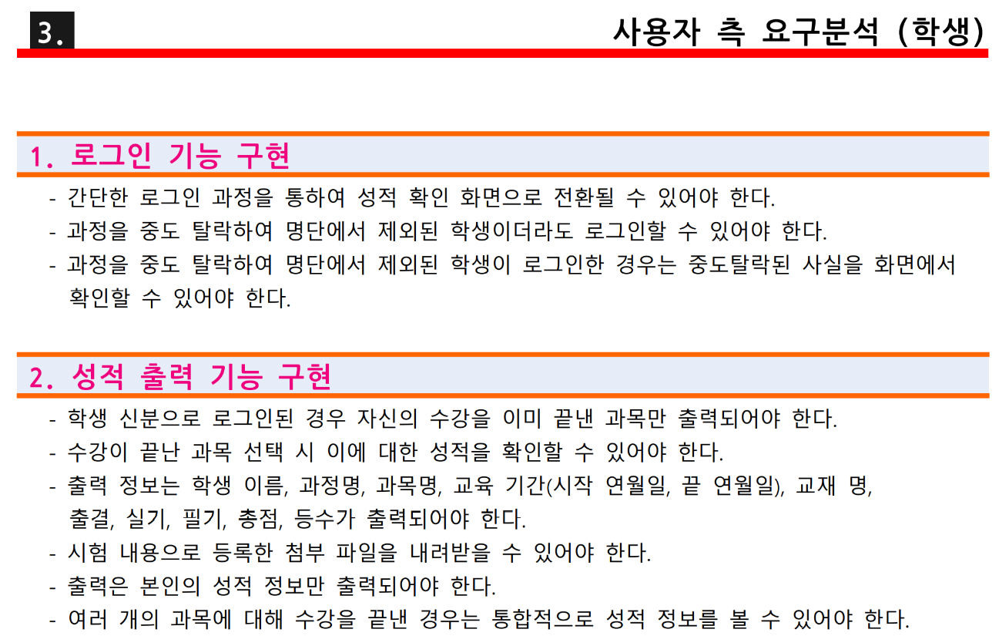 3.
사용자 측 요구분석 (학생)
1. 로그인 기능 구현
- 간단한 로그인 과정을 통하여 성적 확인 화면으로 전환될 수 있어야 한다.
- 과정을 중도 탈락하여 명단에서 제외된 학생이더라도 로그인할 수 있어야 한다.
- 과정을 중도 탈락하여 명단에서 제외된 학생이 로그인한 경우는 중도탈락된 사실을 화면에서
확인할 수 있어야 한다.
2. 성적 출력 기능 구현
- 학생 신분으로 로그인된 경우 자신의 수강을 이미 끝낸 과목만 출력되어야 한다.
- 수강이 끝난 과목 선택 시 이에 대한 성적을 확인할 수 있어야 한다.
- 출력 정보는 학생 이름, 과정명, 과목명, 교육 기간(시작 연월일, 끝 연월일), 교재 명,
출결, 실기, 필기, 총점, 등수가 출력되어야 한다.
- 시험 내용으로 등록한 첨부 파일을 내려받을 수 있어야 한다.
- 출력은 본인의 성적 정보만 출력되어야 한다.
- 여러 개의 과목에 대해 수강을 끝낸 경우는 통합적으로 성적 정보를 볼 수 있어야 한다.